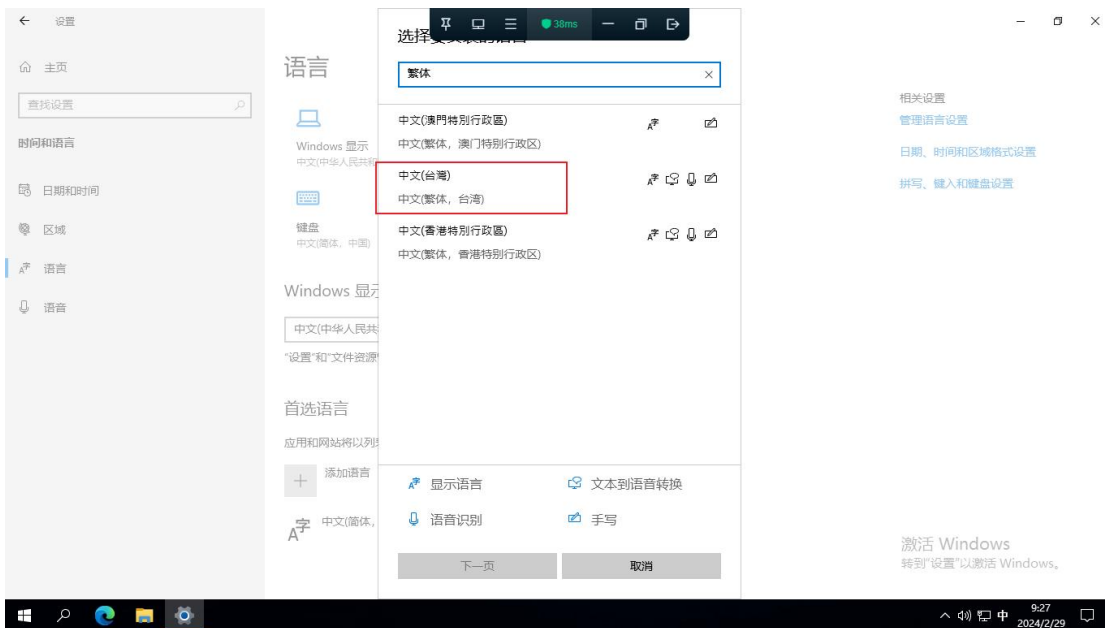 设置
主页
查找设置
时间和语言
日期和时间
区域
语言
语音
语言
Windows 显示
中文(中华人民共和
键盘
中文(简体，中国)
Windows 显示
中文(中华人民共
"设置"和"文件资源
首选语言
应用和网站将以列
添加语言
中文(简体,
38ms
选择
繁体
中文(澳門特別行政區)
中文(繁体，澳门特别行政区)
中文(台灣)
中文(繁体，台湾)
中文(香港特別行政區)
中文(繁体，香港特别行政区)
显示语言
文本到语音转换
语音识别
手写
下一页
取消
相关设置
管理语言设置
日期、时间和区域格式设置
拼写、键入和键盘设置
激活 Windows
转到"设置"以激活 Windows。
中
9:27
2024/2/29